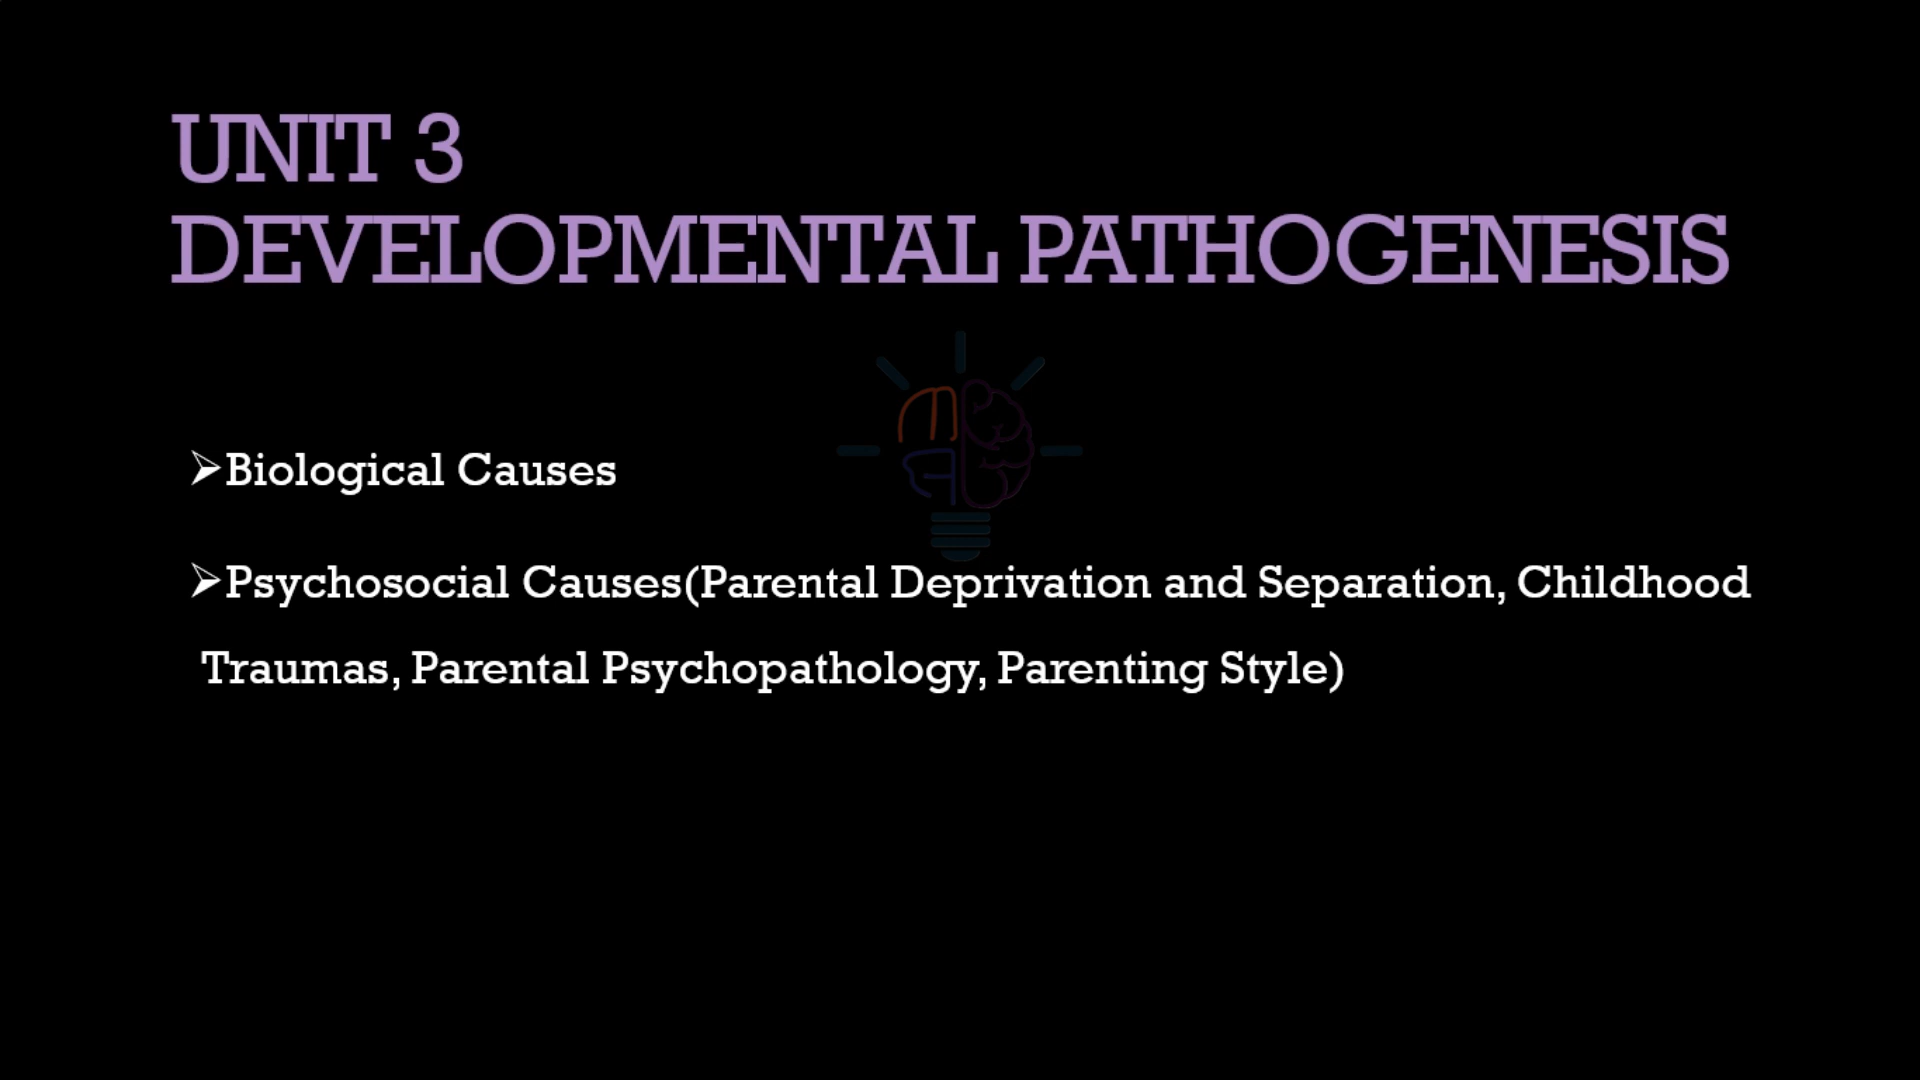 UNIT 3
DEVELOPMENTAL PATHOGENESIS
➢Biological Causes
➢Psychosocial Causes(Parental Deprivation and Separation, Childhood
Traumas, Parental Psychopathology, Parenting Style)